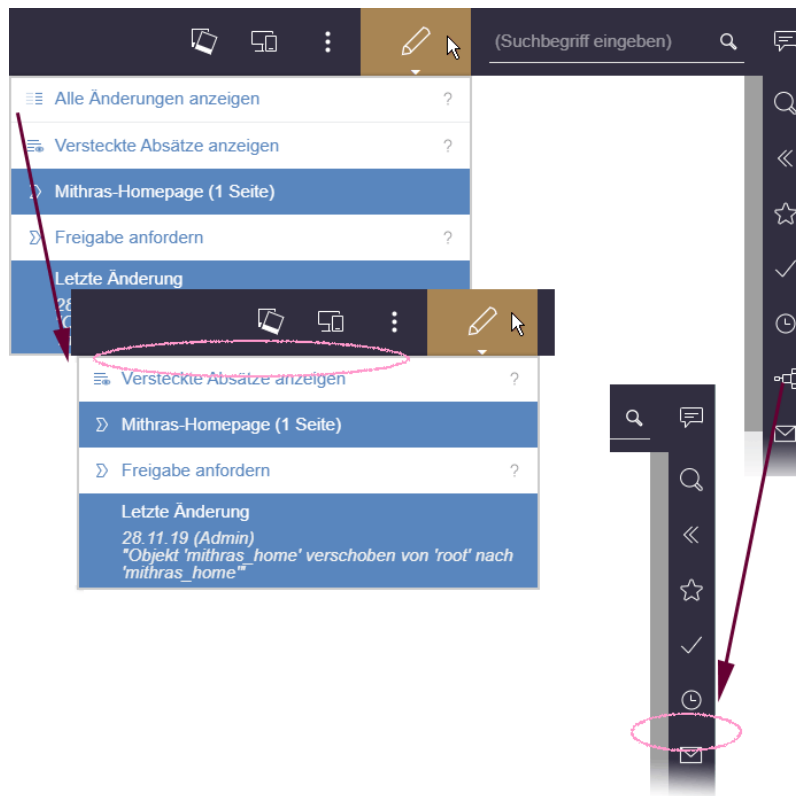 (Suchbegriff eingeben)
Alle Änderungen anzeigen ?
Versteckte Absätze anzeigen ?
Mithras-Homepage (1 Seite)
Freigabe anfordern ?
Letzte Änderung
28
Versteckte Absätze anzeigen ?
Mithras-Homepage (1 Seite)
Freigabe anfordern ?
Letzte Änderung
28.11.19 (Admin)
"Objekt 'mithras_home' verschoben von 'root' nach
'mithras_home'"